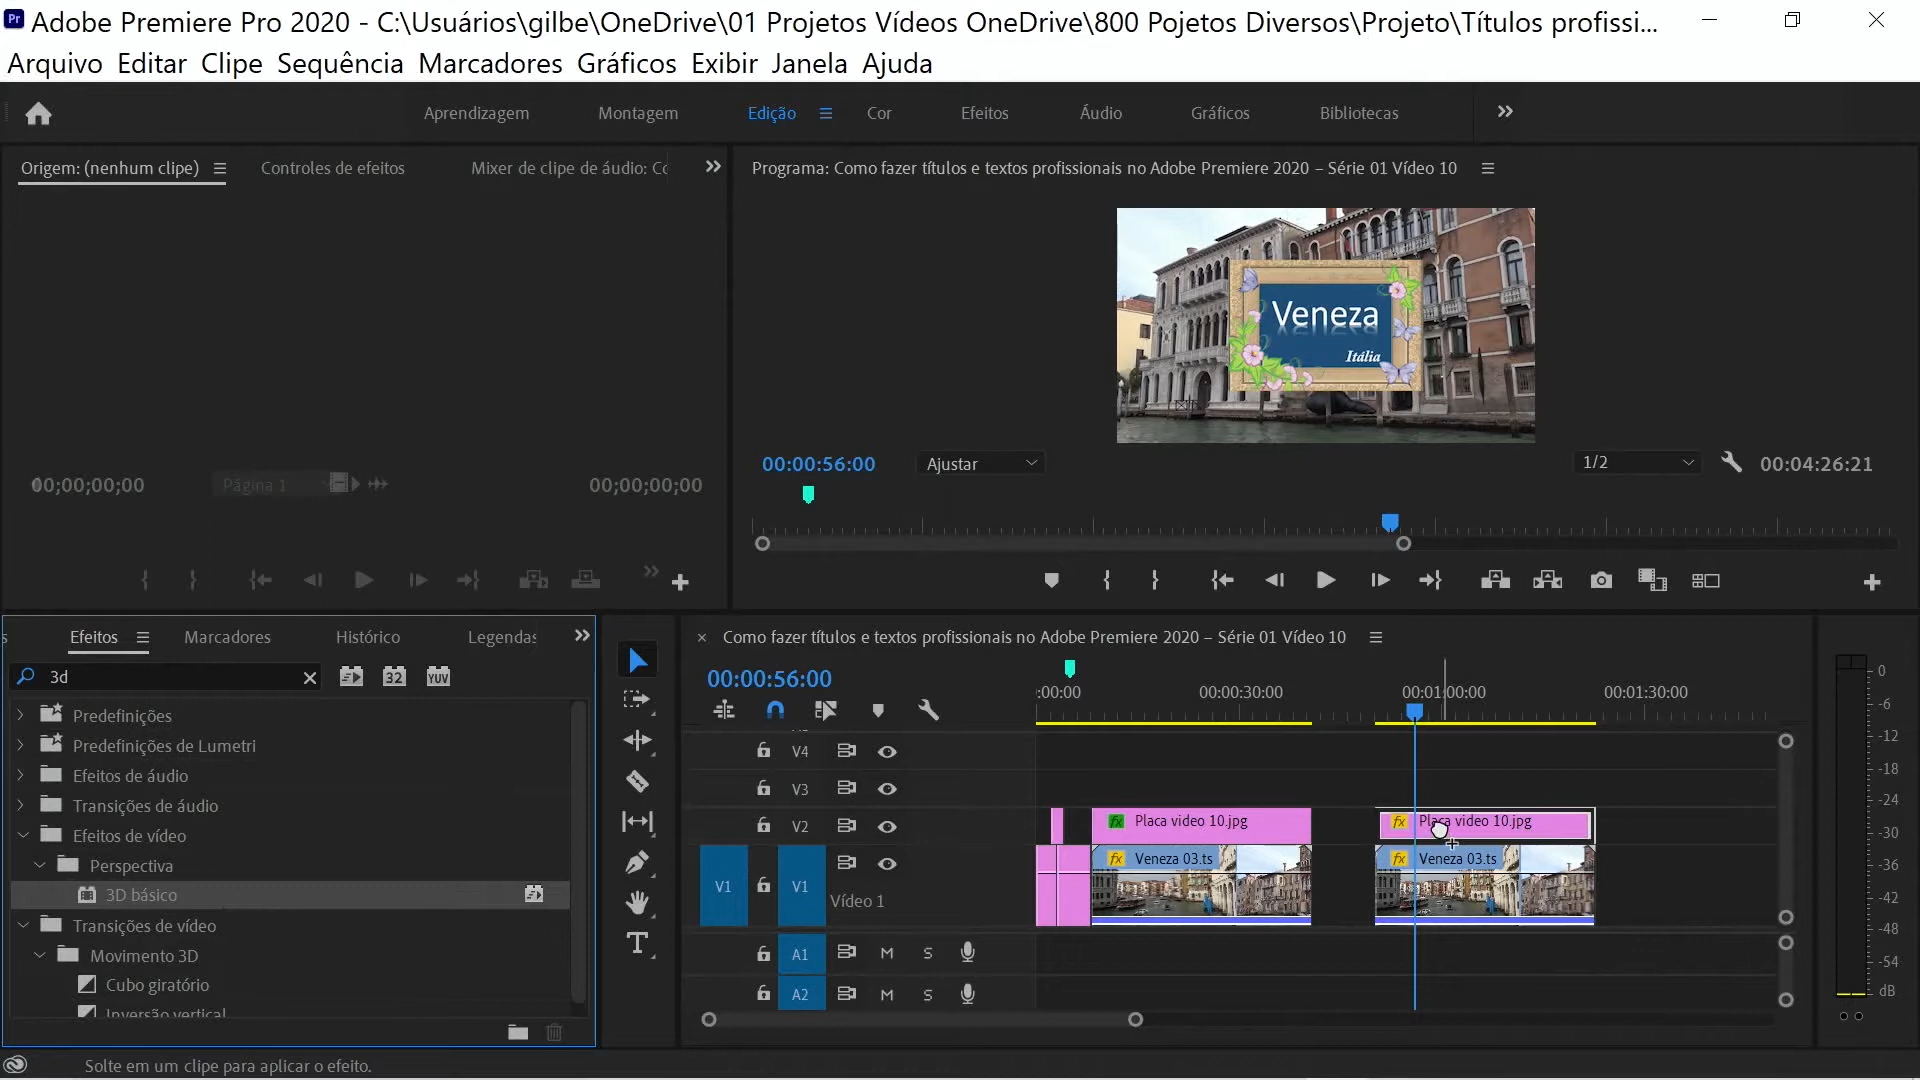 Pr Adobe Premiere Pro 2020 - C:\Usuários\gilbe\OneDrive\01 Projetos Vídeos OneDrive\800 Pojetos Diversos\Projeto\Títulos profissi...
Arquivo Editar Clipe Sequência Marcadores Gráficos Exibir Janela Ajuda
Aprendizagem Montagem Edição Cor Efeitos Áudio Gráficos Bibliotecas
Origem: (nenhum clipe) Controles de efeitos Mixer de clipe de áudio: Co
Programa: Como fazer títulos e textos profissionais no Adobe Premiere 2020 – Série 01 Vídeo 10
Veneza
Itália
00;00;00;00 Página 1 00;00;00;00
00:00:56:00 Ajustar 1/2 00:04:26:21
Efeitos Marcadores Histórico Legendas
3d 32 YUV
Predefinições
Predefinições de Lumetri
Efeitos de áudio
Transições de áudio
Efeitos de vídeo
Perspectiva
3D básico
Transições de vídeo
Movimento 3D
Cubo giratório
Inversão vertical
Como fazer títulos e textos profissionais no Adobe Premiere 2020 – Série 01 Vídeo 10
00:00:56:00
:00:00 00:00:30:00 00:01:00:00 00:01:30:00
V4
V3
V2 fx Placa video 10.jpg fx Placa video 10.jpg
fx Veneza 03.ts fx Veneza 03.ts
V1 V1 Vídeo 1
A1 M S
A2 M S
T
0
-6
-12
-18
-24
-30
-36
-42
-48
-54
dB
Solte em um clipe para aplicar o efeito.